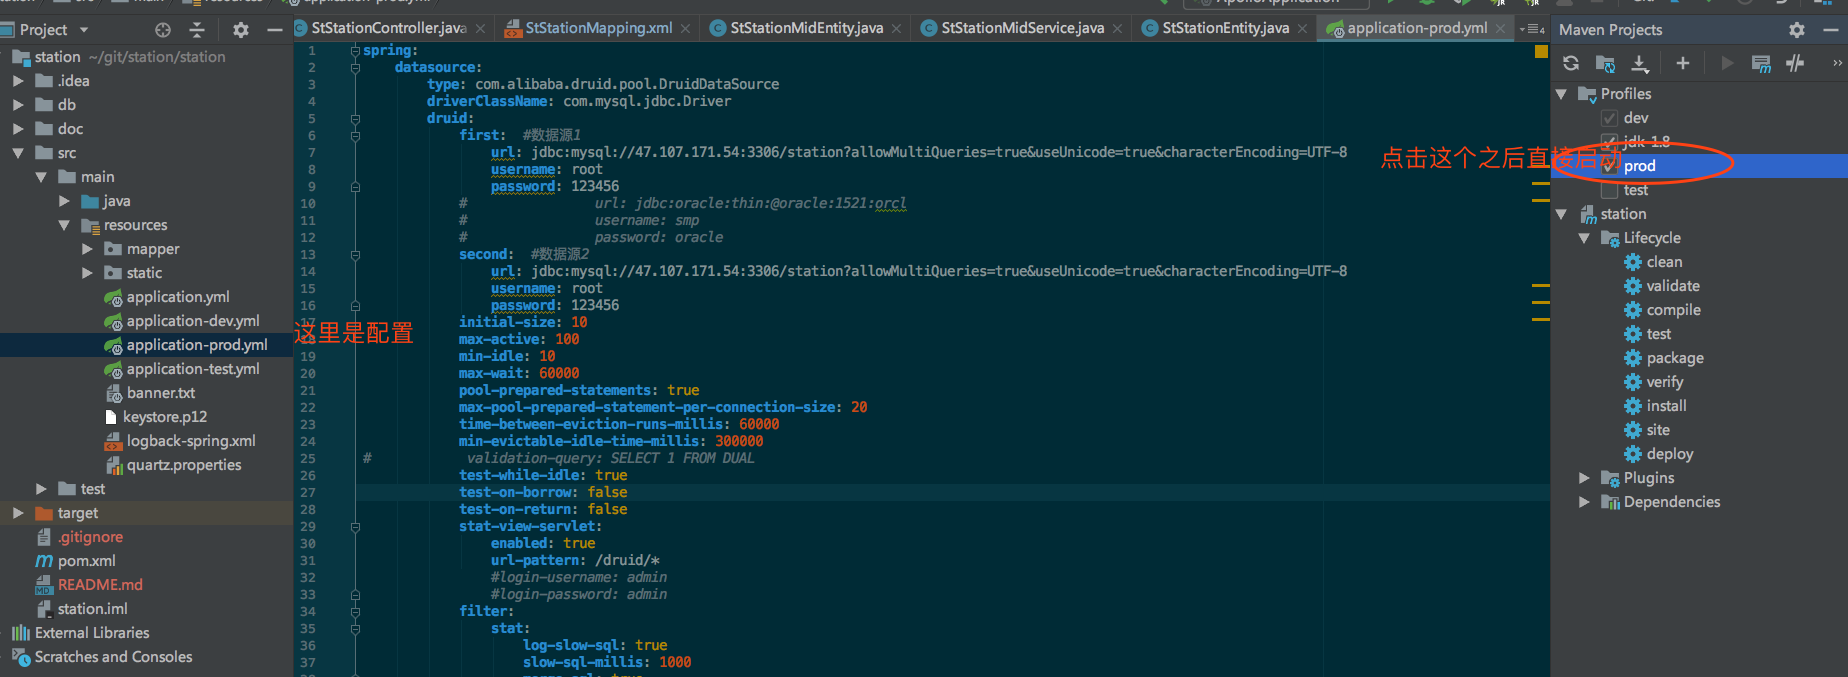 Project
StStationController.java
StStationMapping.xml
StStationMidEntity.java
StStationMidService.java
StStationEntity.java
application-prod.yml
4
Maven Projects
station ~/git/station/station
.idea
db
doc
src
main
java
resources
mapper
static
application.yml
application-dev.yml
application-prod.yml
application-test.yml
banner.txt
keystore.p12
logback-spring.xml
quartz.properties
test
target
.gitignore
pom.xml
README.md
station.iml
External Libraries
Scratches and Consoles
这里是配置
1 spring:
2 datasource:
3 type: com.alibaba.druid.pool.DruidDataSource
4 driverClassName: com.mysql.jdbc.Driver
5 druid:
6 first: #数据源1
7 url: jdbc:mysql://47.107.171.54:3306/station?allowMultiQueries=true&useUnicode=true&characterEncoding=UTF-8
8 username: root
9 password: 123456
10 # url: jdbc:oracle:thin:@oracle:1521:orcl
11 # username: smp
12 # password: oracle
13 second: #数据源2
14 url: jdbc:mysql://47.107.171.54:3306/station?allowMultiQueries=true&useUnicode=true&characterEncoding=UTF-8
15 username: root
16 password: 123456
initial-size: 10
max-active: 100
19 min-idle: 10
20 max-wait: 60000
21 pool-prepared-statements: true
22 max-pool-prepared-statement-per-connection-size: 20
23 time-between-eviction-runs-millis: 60000
24 min-evictable-idle-time-millis: 300000
25 # validation-query: SELECT 1 FROM DUAL
26 test-while-idle: true
27 test-on-borrow: false
28 test-on-return: false
29 stat-view-servlet:
30 enabled: true
31 url-pattern: /druid/*
32 #login-username: admin
33 #login-password: admin
34 filter:
35 stat:
36 log-slow-sql: true
37 slow-sql-millis: 1000
点击这个之后直接启动
Profiles
dev
jdk-1.8
prod
test
station
Lifecycle
clean
validate
compile
test
package
verify
install
site
deploy
Plugins
Dependencies